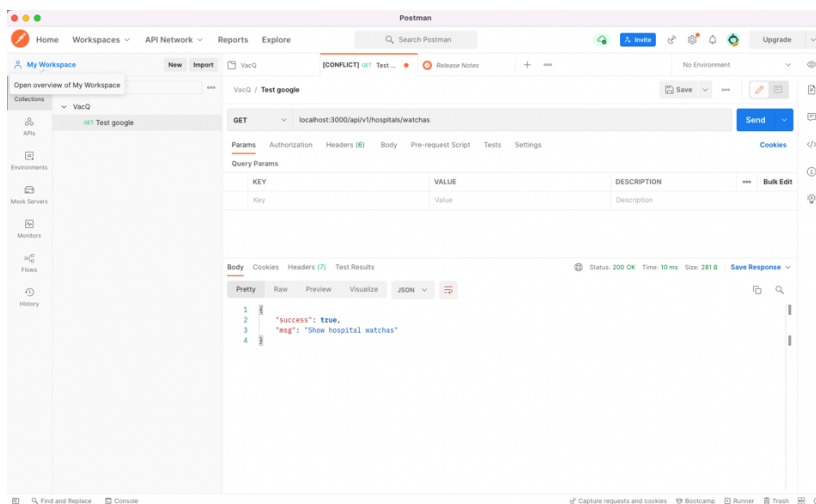 Postman
Home Workspaces API Network Reports Explore Search Postman Invite Upgrade
My Workspace New Import VacQ [CONFLICT] GET Test ... Release Notes No Environment
Open overview of My Workspace
Collections
VacQ
GET Test google
APIs
Environments
Mock Servers
Monitors
Flows
History
VacQ / Test google Save
GET localhost:3000/api/v1/hospitals/watchas Send
Params Authorization Headers (6) Body Pre-request Script Tests Settings Cookies
Query Params
KEY VALUE DESCRIPTION Bulk Edit
Key Value Description
Body Cookies Headers (7) Test Results Status: 200 OK Time: 10 ms Size: 281 B Save Response
Pretty Raw Preview Visualize JSON
1 {
2 "success": true,
3 "msg": "Show hospital watchas"
4 }
Find and Replace Console Capture requests and cookies Bootcamp Runner Trash